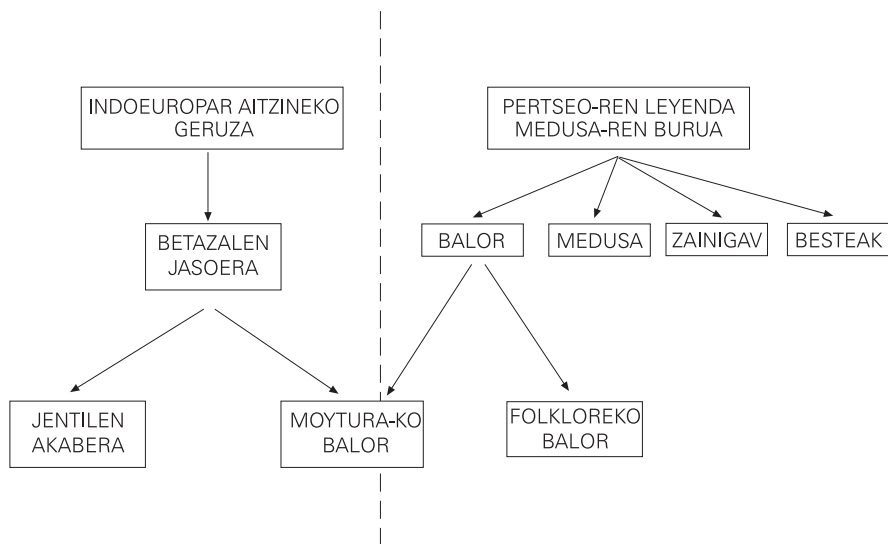 INDOEUROPAR AITZINEKO
GERUZA
PERTSEO-REN LEYENDA
MEDUSA-REN BURUA
BETAZALEN
JASOERA
BALOR
MEDUSA
ZAINIGAV
BESTEAK
JENTILEN
AKABERA
MOYTURA-KO
BALOR
FOLKLOREKO
BALOR